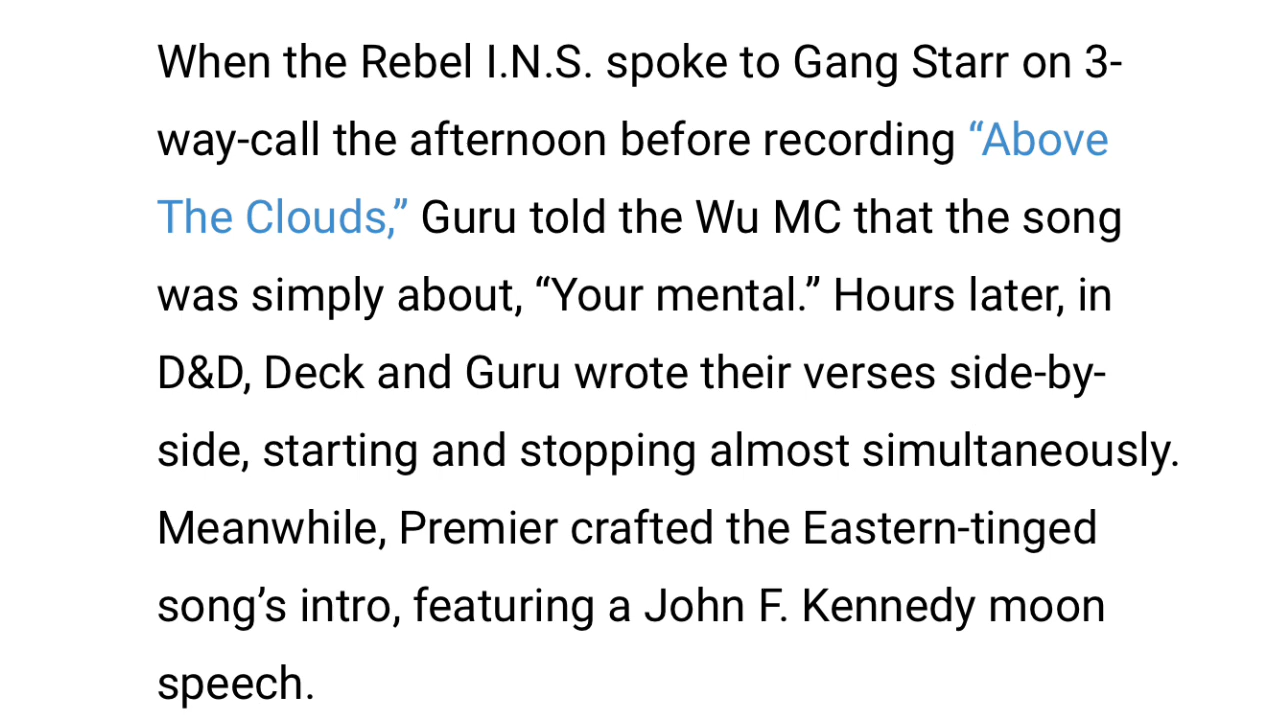 When the Rebel I.N.S. spoke to Gang Starr on 3-
way-call the afternoon before recording “Above
The Clouds,” Guru told the Wu MC that the song
was simply about, “Your mental.” Hours later, in
D&D, Deck and Guru wrote their verses side-by-
side, starting and stopping almost simultaneously.
Meanwhile, Premier crafted the Eastern-tinged
song’s intro, featuring a John F. Kennedy moon
speech.